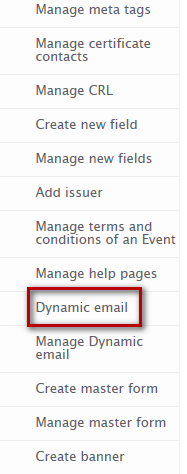 Manage meta tags
Manage certificate
contacts
Manage CRL
Create new field
Manage new fields
Add issuer
Manage terms and
conditions of an Event
Manage help pages
Dynamic email
Manage Dynamic
email
Create master form
Manage master form
Create banner